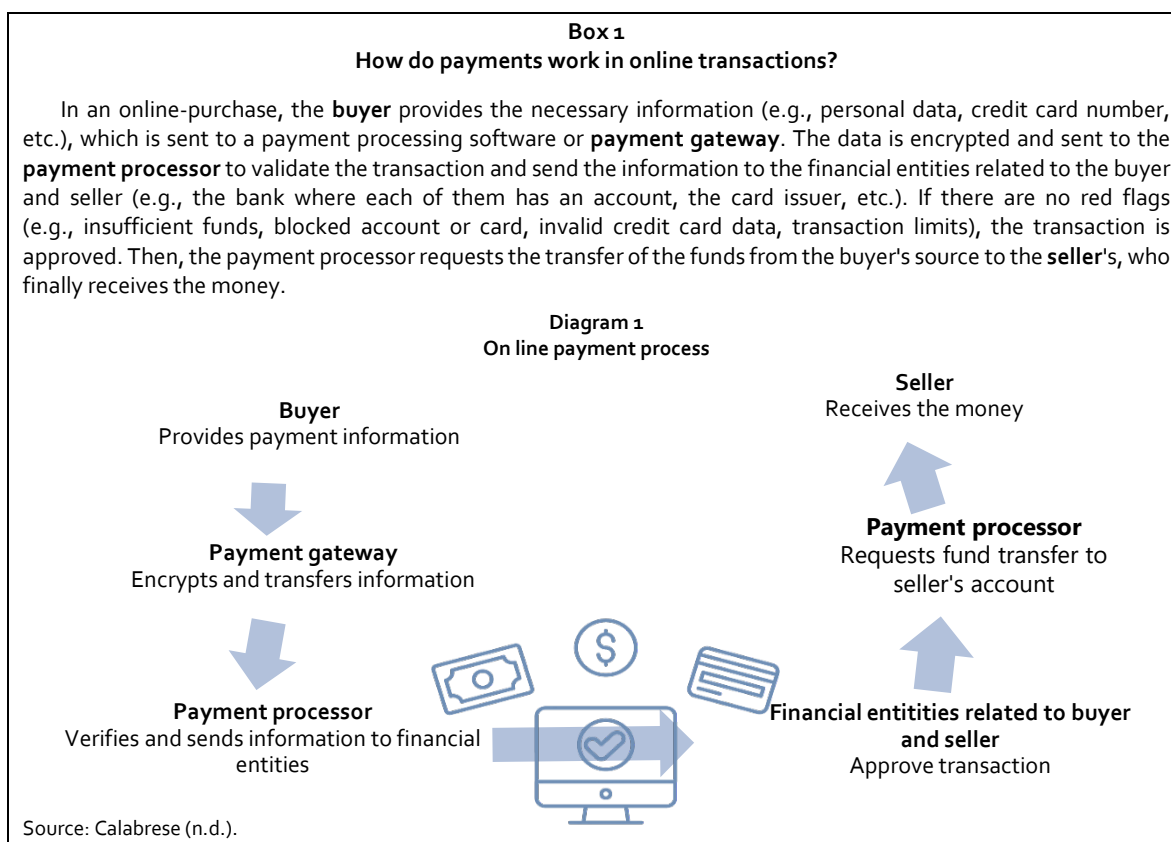 Box 1
How do payments work in online transactions?
In an online-purchase, the buyer provides the necessary information (e.g., personal data, credit card number,
etc.), which is sent to a payment processing software or payment gateway. The data is encrypted and sent to the
payment processor to validate the transaction and send the information to the financial entities related to the buyer
and seller (e.g., the bank where each of them has an account, the card issuer, etc.). If there are no red flags
(e.g., insufficient funds, blocked account or card, invalid credit card data, transaction limits), the transaction is
approved. Then, the payment processor requests the transfer of the funds from the buyer's source to the seller's, who
finally receives the money.
Diagram 1
On line payment process
Buyer
Provides payment information
Payment gateway
Encrypts and transfers information
Payment processor
Verifies and sends information to financial
entities
$
Financial entitities related to buyer
and seller
Approve transaction
Payment processor
Requests fund transfer to
seller's account
Seller
Receives the money
Source: Calabrese (n.d.).